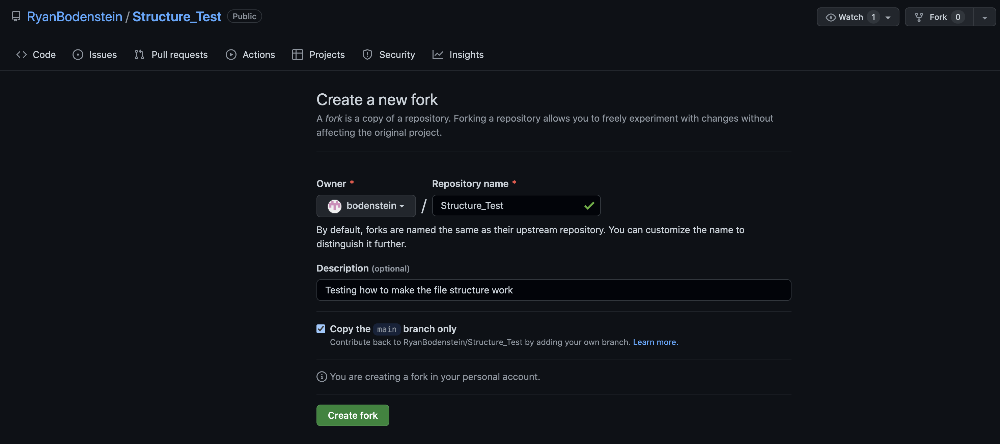 RyanBodenstein / Structure_Test Public Watch 1 Fork 0
Code Issues Pull requests Actions Projects Security Insights
Create a new fork
A fork is a copy of a repository. Forking a repository allows you to freely experiment with changes without
affecting the original project.
Owner * Repository name *
bodenstein / Structure_Test
By default, forks are named the same as their upstream repository. You can customize the name to
distinguish it further.
Description (optional)
Testing how to make the file structure work
Copy the main branch only
Contribute back to RyanBodenstein/Structure_Test by adding your own branch. Learn more.
You are creating a fork in your personal account.
Create fork